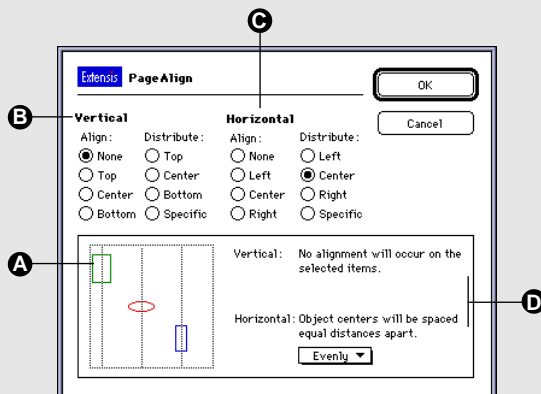 C
Extensis PageAlign
OK
B
Vertical
Horizontal
Cancel
Align: Distribute: Align: Distribute:
None Top None Left
Top Center Left Center
Center Bottom Center Right
Bottom Specific Right Specific
A
Vertical: No alignment will occur on the
selected items.
D
Horizontal: Object centers will be spaced
equal distances apart.
Evenly